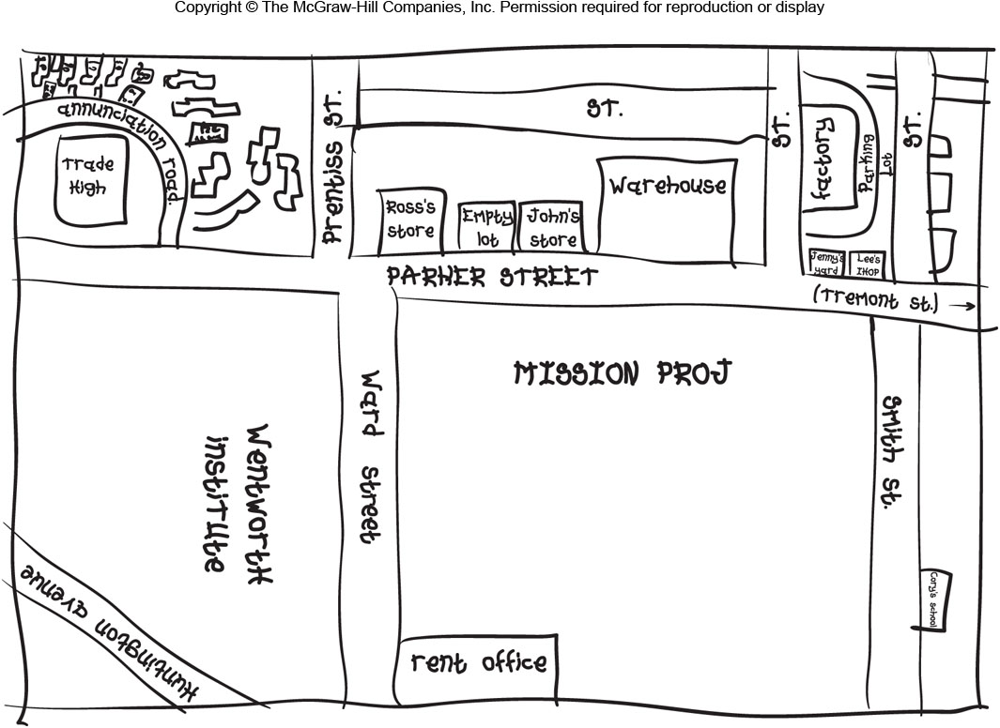 Copyright © The McGraw-Hill Companies, Inc. Permission required for reproduction or display
annunciation road.
Trade
High
Prentiss ST.
ST.
ST.
factory
Parking
Lot
ST.
Ross's
store
Empty
lot
John's
store
Warehouse
Jenny's
yard
Lee's
IHOP
PARHER STREET
(Tremont St.)
MISSION PROJ
Ward Street
Wentworth
instiTUte
Smith St.
Cory's school
Huntington avenue
rent office